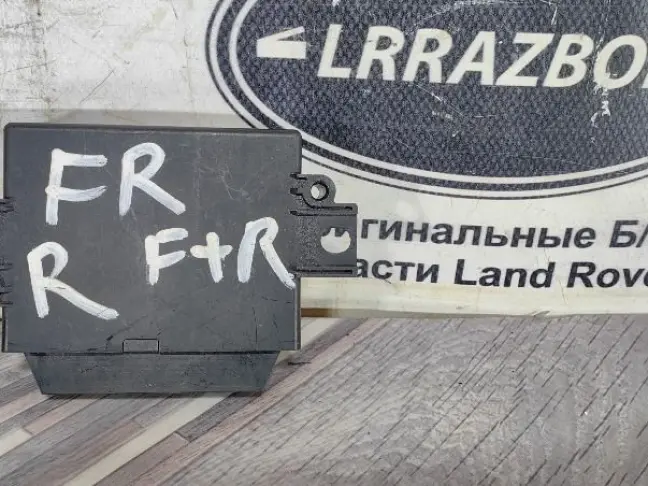 LRRAZBO
FR
R F+R
гинальные Б/
асти Land Rove